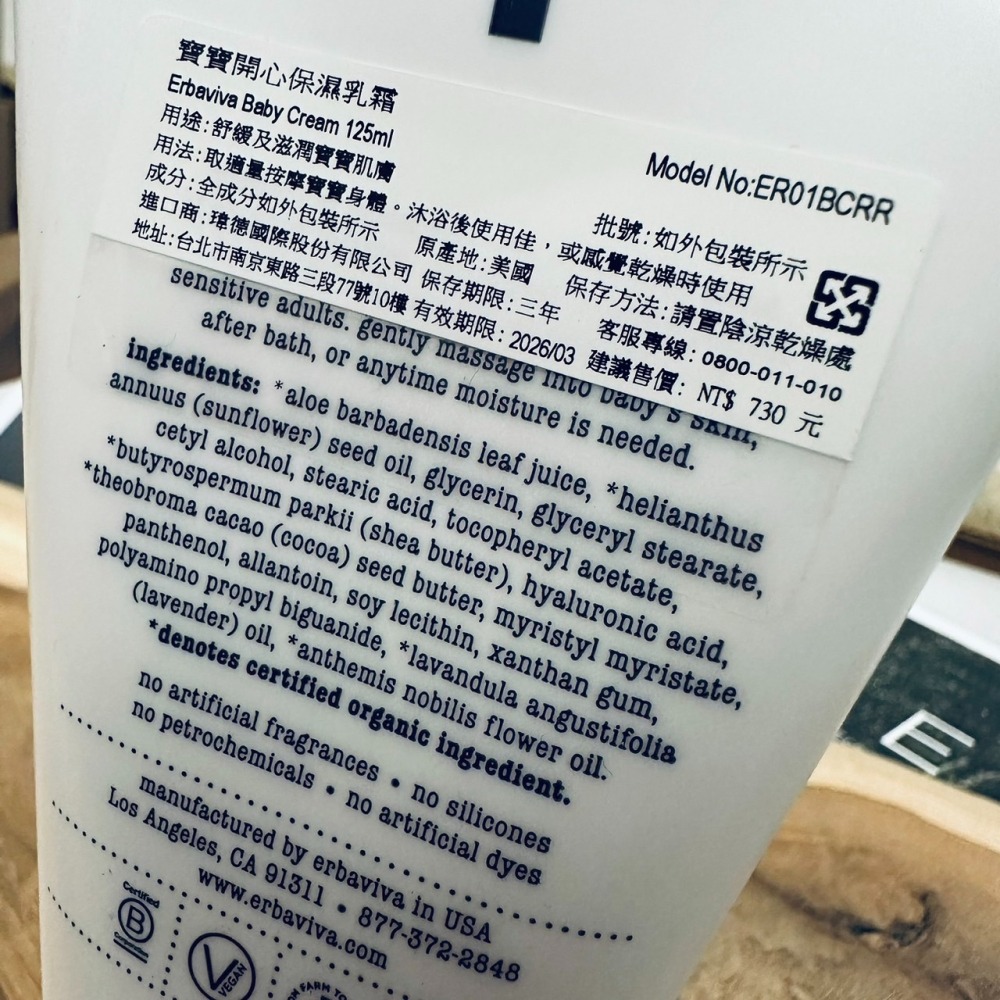 寶寶開心保濕乳霜
Erbaviva Baby Cream 125ml
Model No:ER01BCRR
用途:舒緩及滋潤寶寶肌膚
用法:取適量按摩寶寶身體。沐浴後使用佳,或感覺乾燥時使用
成分:全成分如外包裝所示
批號:如外包裝所示
進口商:瑋德國際股份有限公司
原產地:美國
保存方法:請置陰涼乾燥處
地址:台北市南京東路三段77號10樓
保存期限:三年
客服專線:0800-011-010
有效期限:2026/03
建議售價: NT$ 730 元
sensitive adults. gently massage into baby's skin,
after bath, or anytime moisture is needed.
ingredients: *aloe barbadensis leaf juice, *helianthus
annuus (sunflower) seed oil, glycerin, glyceryl stearate,
cetyl alcohol, stearic acid, tocopheryl acetate,
*butyrospermum parkii (shea butter), hyaluronic acid,
*theobroma cacao (cocoa) seed butter, myristyl myristate,
panthenol, allantoin, soy lecithin, xanthan gum,
polyamino propyl biguanide, *lavandula angustifolia
(lavender) oil, *anthemis nobilis flower oil.
*denotes certified organic ingredient.
no artificial fragrances • no silicones
no petrochemicals • no artificial dyes
manufactured by erbaviva in USA
Los Angeles, CA 91311 • 877-372-2848
www.erbaviva.com
Certified
B
Corporation
V
VEGAN
FARM TO
E